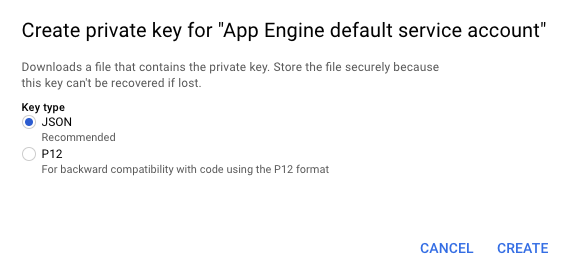 Create private key for "App Engine default service account"
Downloads a file that contains the private key. Store the file securely because
this key can't be recovered if lost.
Key type
JSON
Recommended
P12
For backward compatibility with code using the P12 format
CANCEL CREATE